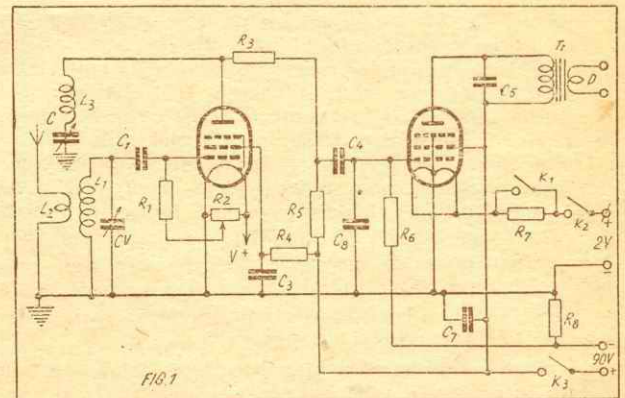 R3
Tr
C
L3
C5
D
C1
C4
L2
L1
R1
R2
K1
CV
R5
C8
R6
R7
K2
+
V+
R4
2V
C3
-
C7
R8
-
90V
K3
+
FIG.1